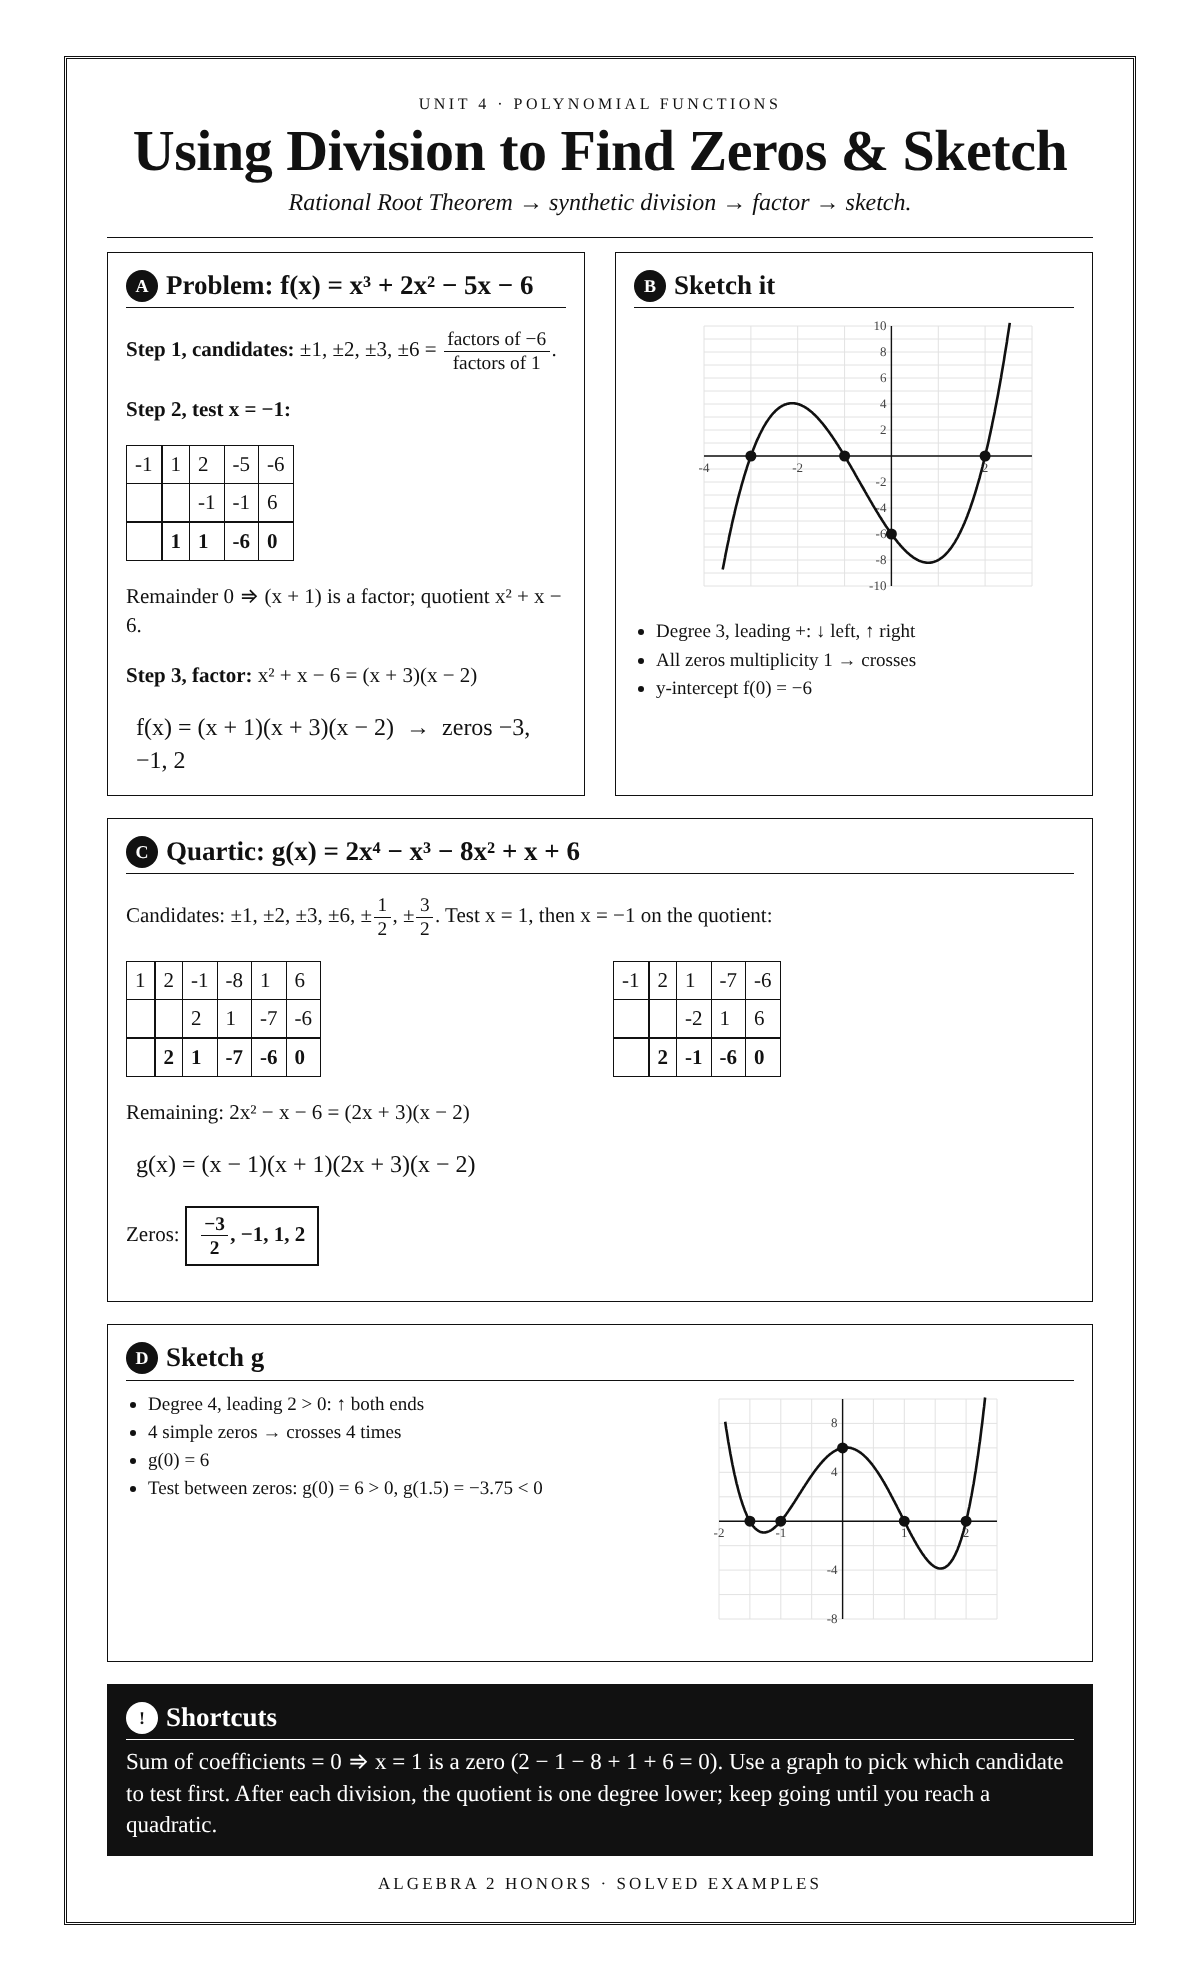 UNIT 4 · POLYNOMIAL FUNCTIONS
Using Division to Find Zeros & Sketch
Rational Root Theorem → synthetic division → factor → sketch.
A Problem: f(x) = x³ + 2x² − 5x − 6
Step 1, candidates: ±1, ±2, ±3, ±6 = factors of −6 / factors of 1.
Step 2, test x = −1:
-1 1 2 -5 -6
-1 -1 6
1 1 -6 0
Remainder 0 ⇒ (x + 1) is a factor; quotient x² + x −
6.
Step 3, factor: x² + x − 6 = (x + 3)(x − 2)
f(x) = (x + 1)(x + 3)(x − 2) → zeros −3,
−1, 2
B Sketch it
10
8
6
4
2
-4 -2 2
-2
-4
-6
-8
-10
• Degree 3, leading +: ↓ left, ↑ right
• All zeros multiplicity 1 → crosses
• y-intercept f(0) = −6
C Quartic: g(x) = 2x⁴ − x³ − 8x² + x + 6
Candidates: ±1, ±2, ±3, ±6, ±1/2, ±3/2. Test x = 1, then x = −1 on the quotient:
1 2 -1 -8 1 6
2 1 -7 -6
2 1 -7 -6 0
-1 2 1 -7 -6
-2 1 6
2 -1 -6 0
Remaining: 2x² − x − 6 = (2x + 3)(x − 2)
g(x) = (x − 1)(x + 1)(2x + 3)(x − 2)
Zeros: −3/2, −1, 1, 2
D Sketch g
• Degree 4, leading 2 > 0: ↑ both ends
• 4 simple zeros → crosses 4 times
• g(0) = 6
• Test between zeros: g(0) = 6 > 0, g(1.5) = −3.75 < 0
8
4
-2 -1 1 2
-4
-8
! Shortcuts
Sum of coefficients = 0 ⇒ x = 1 is a zero (2 − 1 − 8 + 1 + 6 = 0). Use a graph to pick which candidate
to test first. After each division, the quotient is one degree lower; keep going until you reach a
quadratic.
ALGEBRA 2 HONORS · SOLVED EXAMPLES